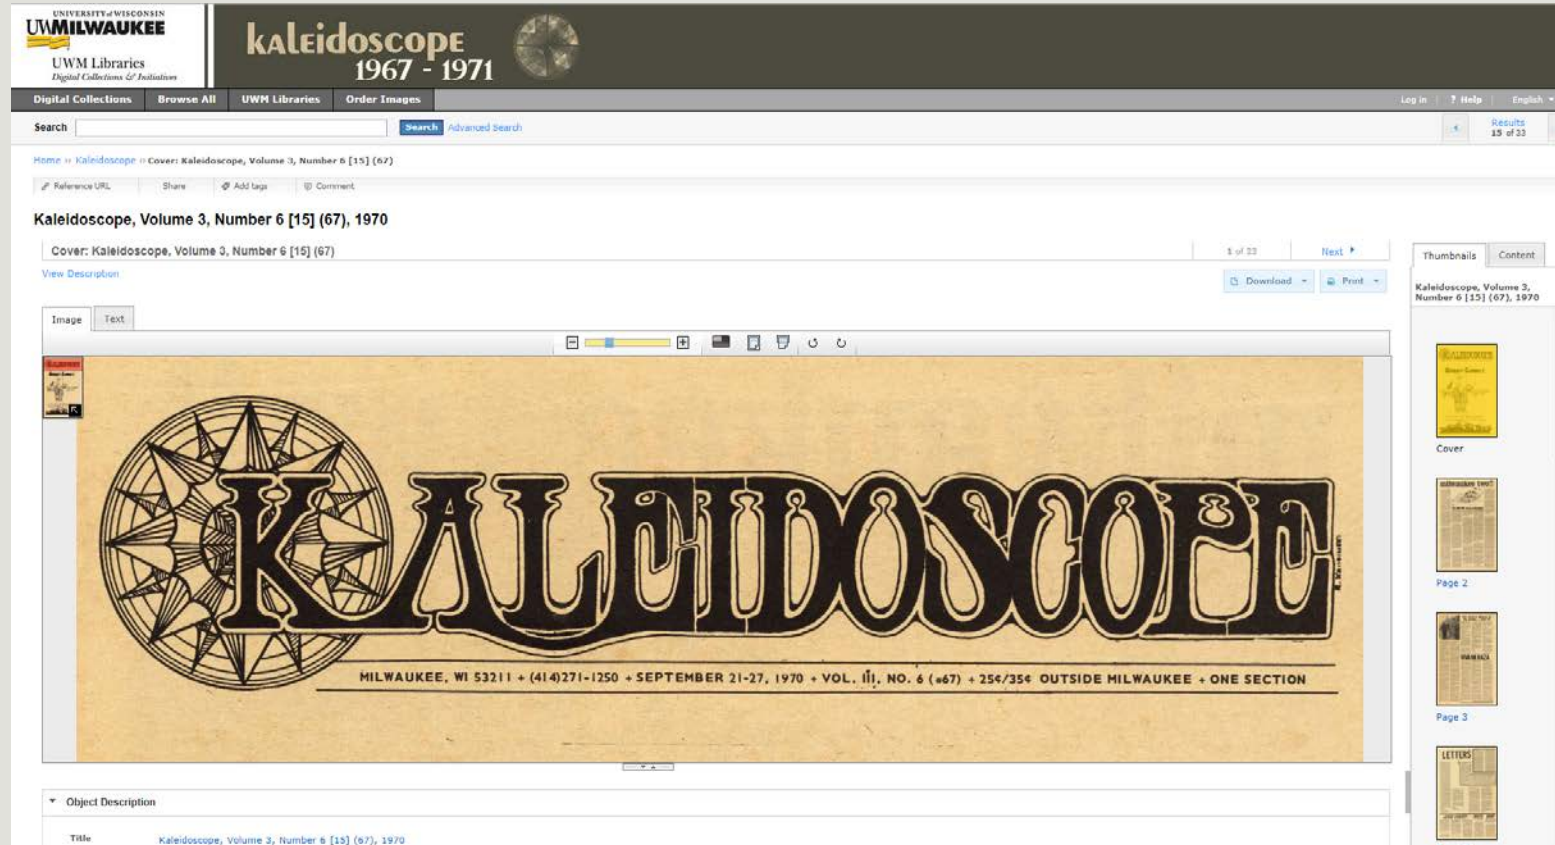 UNIVERSITY of WISCONSIN
UWMILWAUKEE
UWM Libraries
Digital Collections & Initiatives
kaleidoscope
1967 - 1971
Digital Collections Browse All UWM Libraries Order Images Log in ? Help English
Search Search Advanced Search Results
15 of 33
Home » Kaleidoscope » Cover: Kaleidoscope, Volume 3, Number 6 [15] (67)
Reference URL Share Add tags Comment
Kaleidoscope, Volume 3, Number 6 [15] (67), 1970
Cover: Kaleidoscope, Volume 3, Number 6 [15] (67) 1 of 33 Next
View Description
Download Print
Image Text
KALEIDOSCOPE
MILWAUKEE, WI 53211 + (414)271-1250 + SEPTEMBER 21-27, 1970 + VOL. III, NO. 6 (#67) + 25¢/35¢ OUTSIDE MILWAUKEE + ONE SECTION
Object Description
Title Kaleidoscope, Volume 3, Number 6 [15] (67), 1970
Thumbnails Content
Kaleidoscope, Volume 3,
Number 6 [15] (67), 1970
Cover
Page 2
Page 3
LETTERS